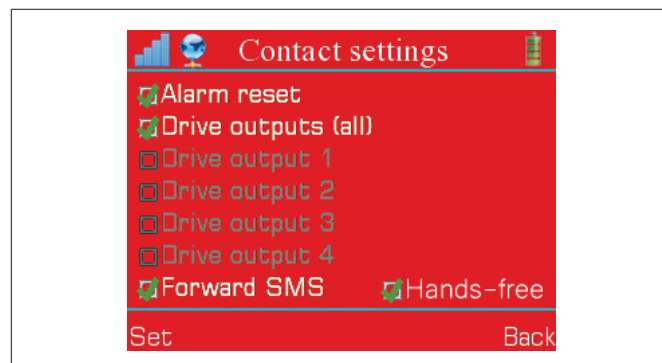 Contact settings
Alarm reset
Drive outputs (all)
Drive output 1
Drive output 2
Drive output 3
Drive output 4
Forward SMS Hands-free
Set Back